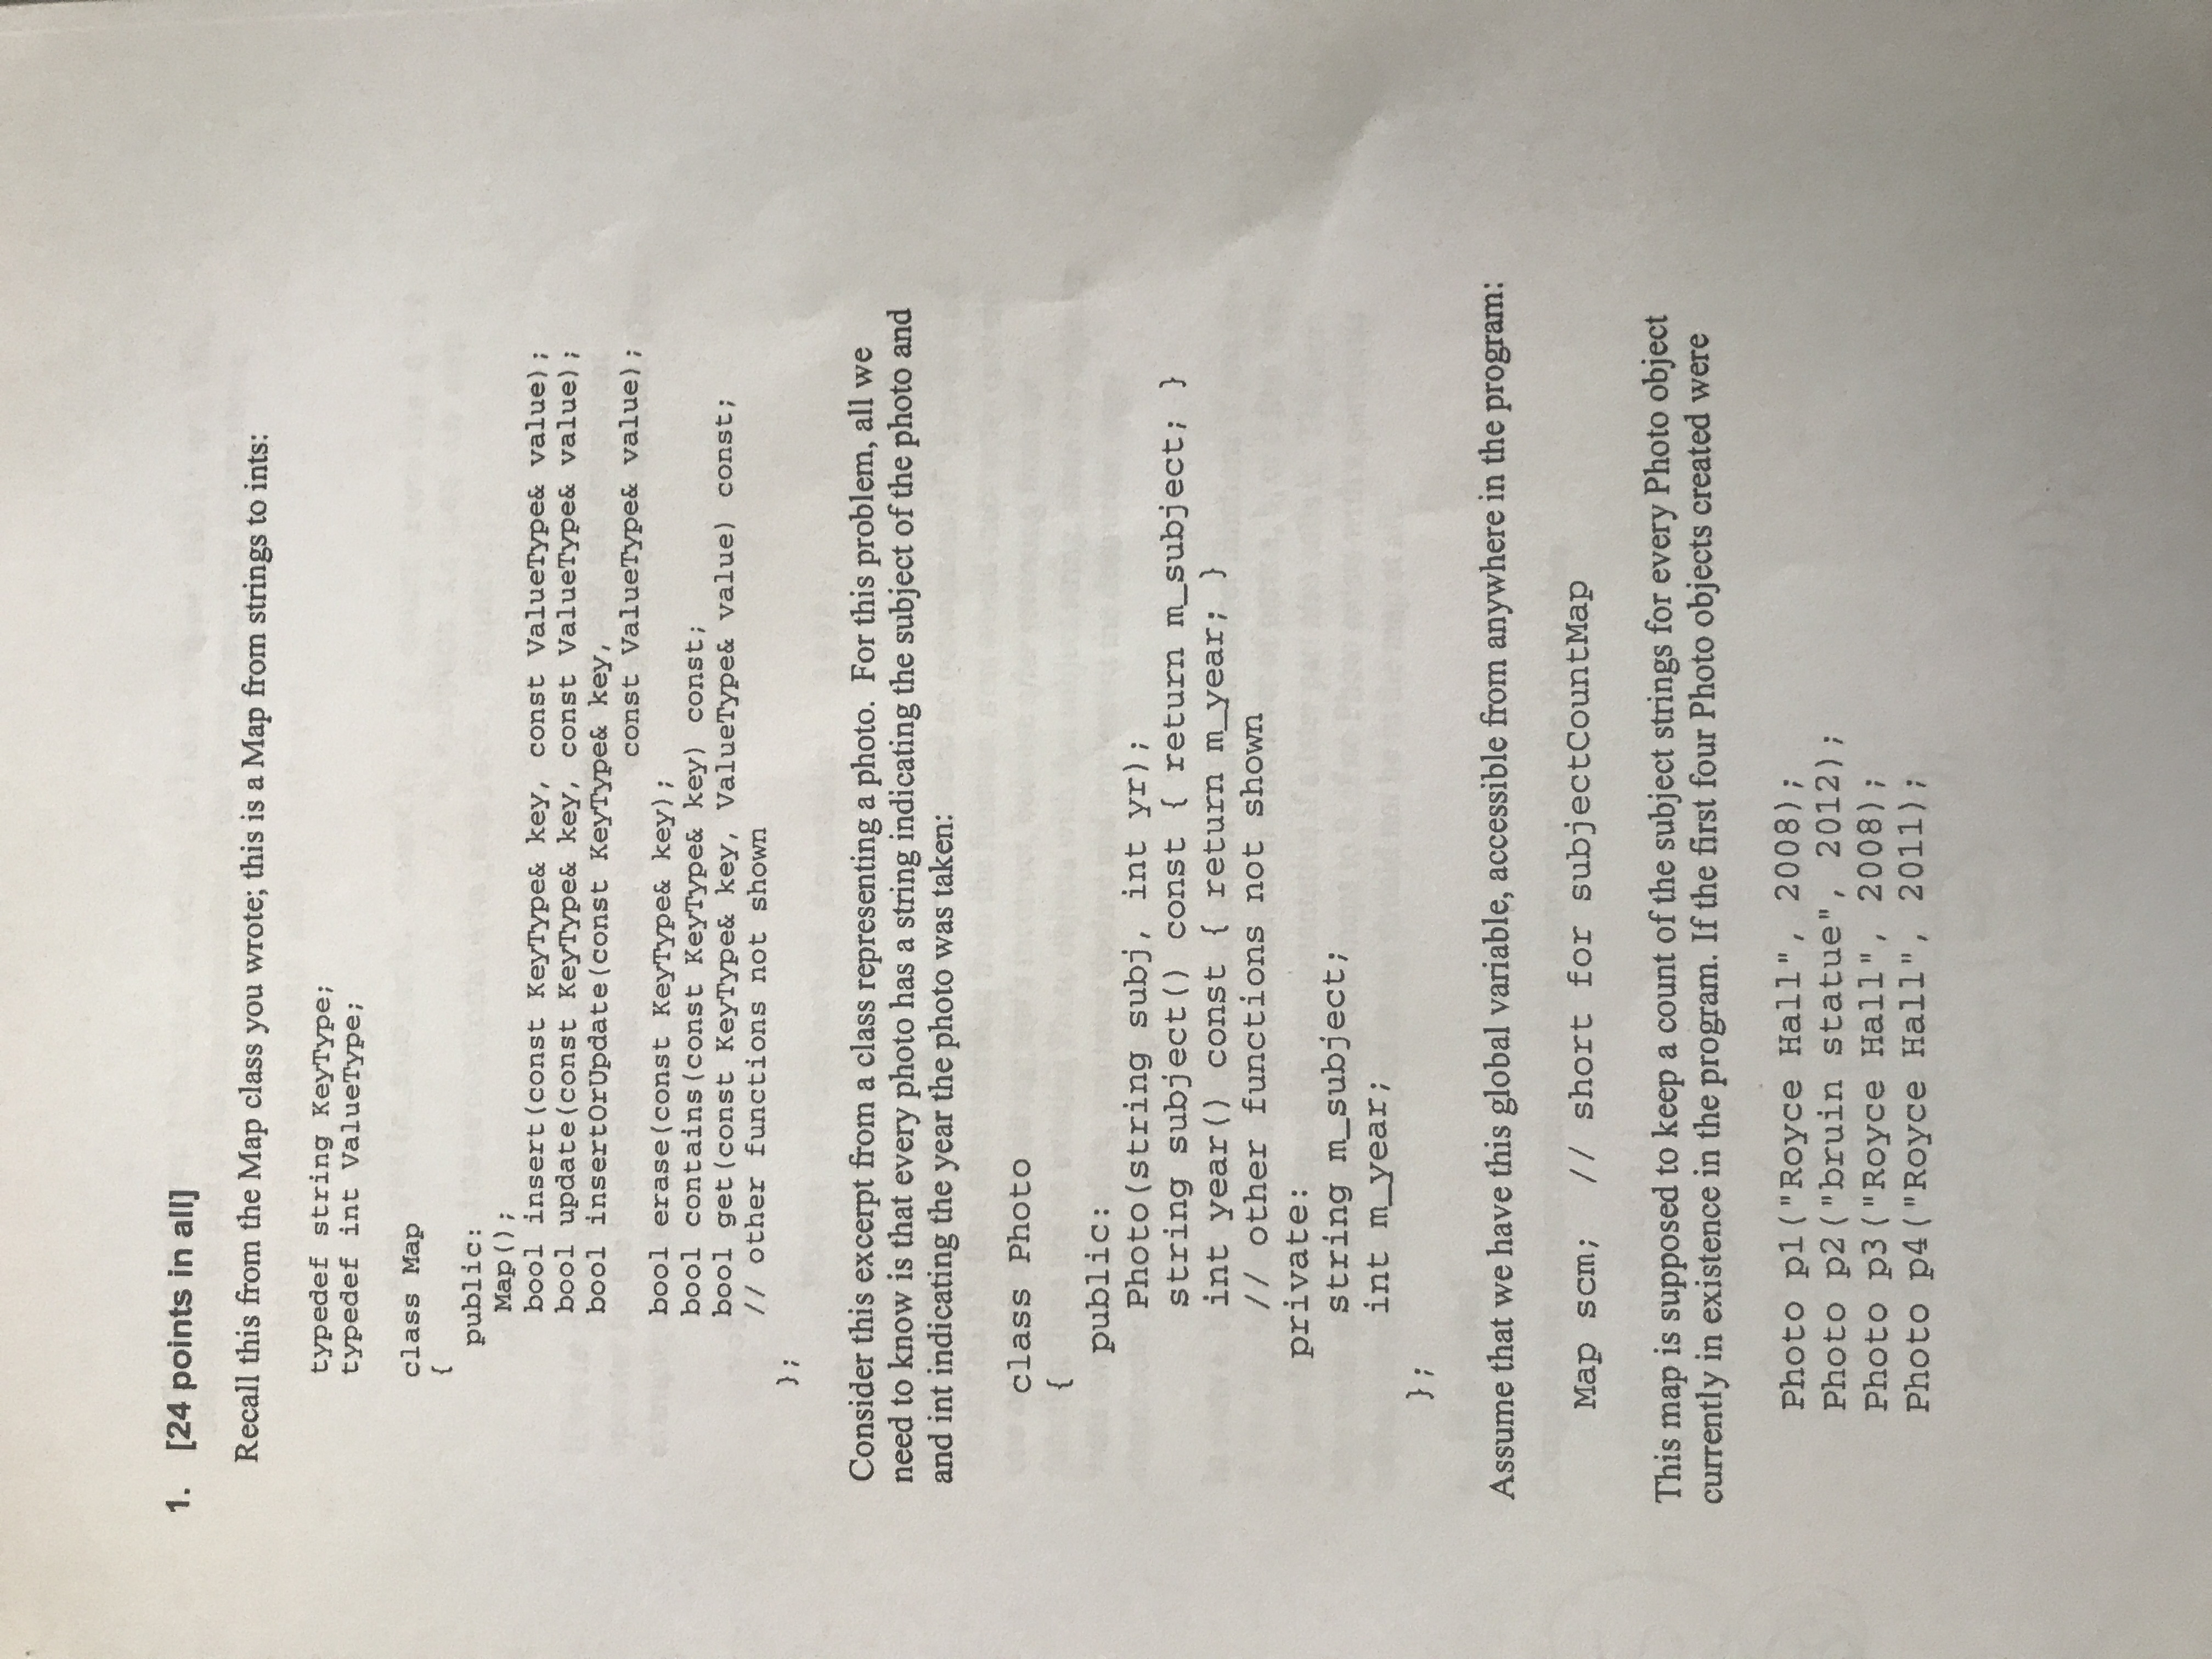 1. [24 points in all]
Recall this from the Map class you wrote; this is a Map from strings to ints:
typedef string KeyType;
typedef int ValueType;
class Map
{
public:
Map();
bool insert(const KeyType& key, const ValueType& value);
bool update(const KeyType& key, const ValueType& value);
bool insertOrUpdate(const KeyType& key,
const ValueType& value);
bool erase(const KeyType& key);
bool contains(const KeyType& key) const;
bool get(const KeyType& key, ValueType& value) const;
// other functions not shown
};
Consider this excerpt from a class representing a photo. For this problem, all we
need to know is that every photo has a string indicating the subject of the photo and
and int indicating the year the photo was taken:
class Photo
{
public:
Photo(string subj, int yr);
string subject() const { return m_subject; }
int year() const { return m_year; }
// other functions not shown
private:
string m_subject;
int m_year;
};
Assume that we have this global variable, accessible from anywhere in the program:
Map scm; // short for subjectCountMap
This map is supposed to keep a count of the subject strings for every Photo object
currently in existence in the program. If the first four Photo objects created were
Photo p1("Royce Hall", 2008);
Photo p2("bruin statue", 2012);
Photo p3("Royce Hall", 2008);
Photo p4("Royce Hall", 2011);